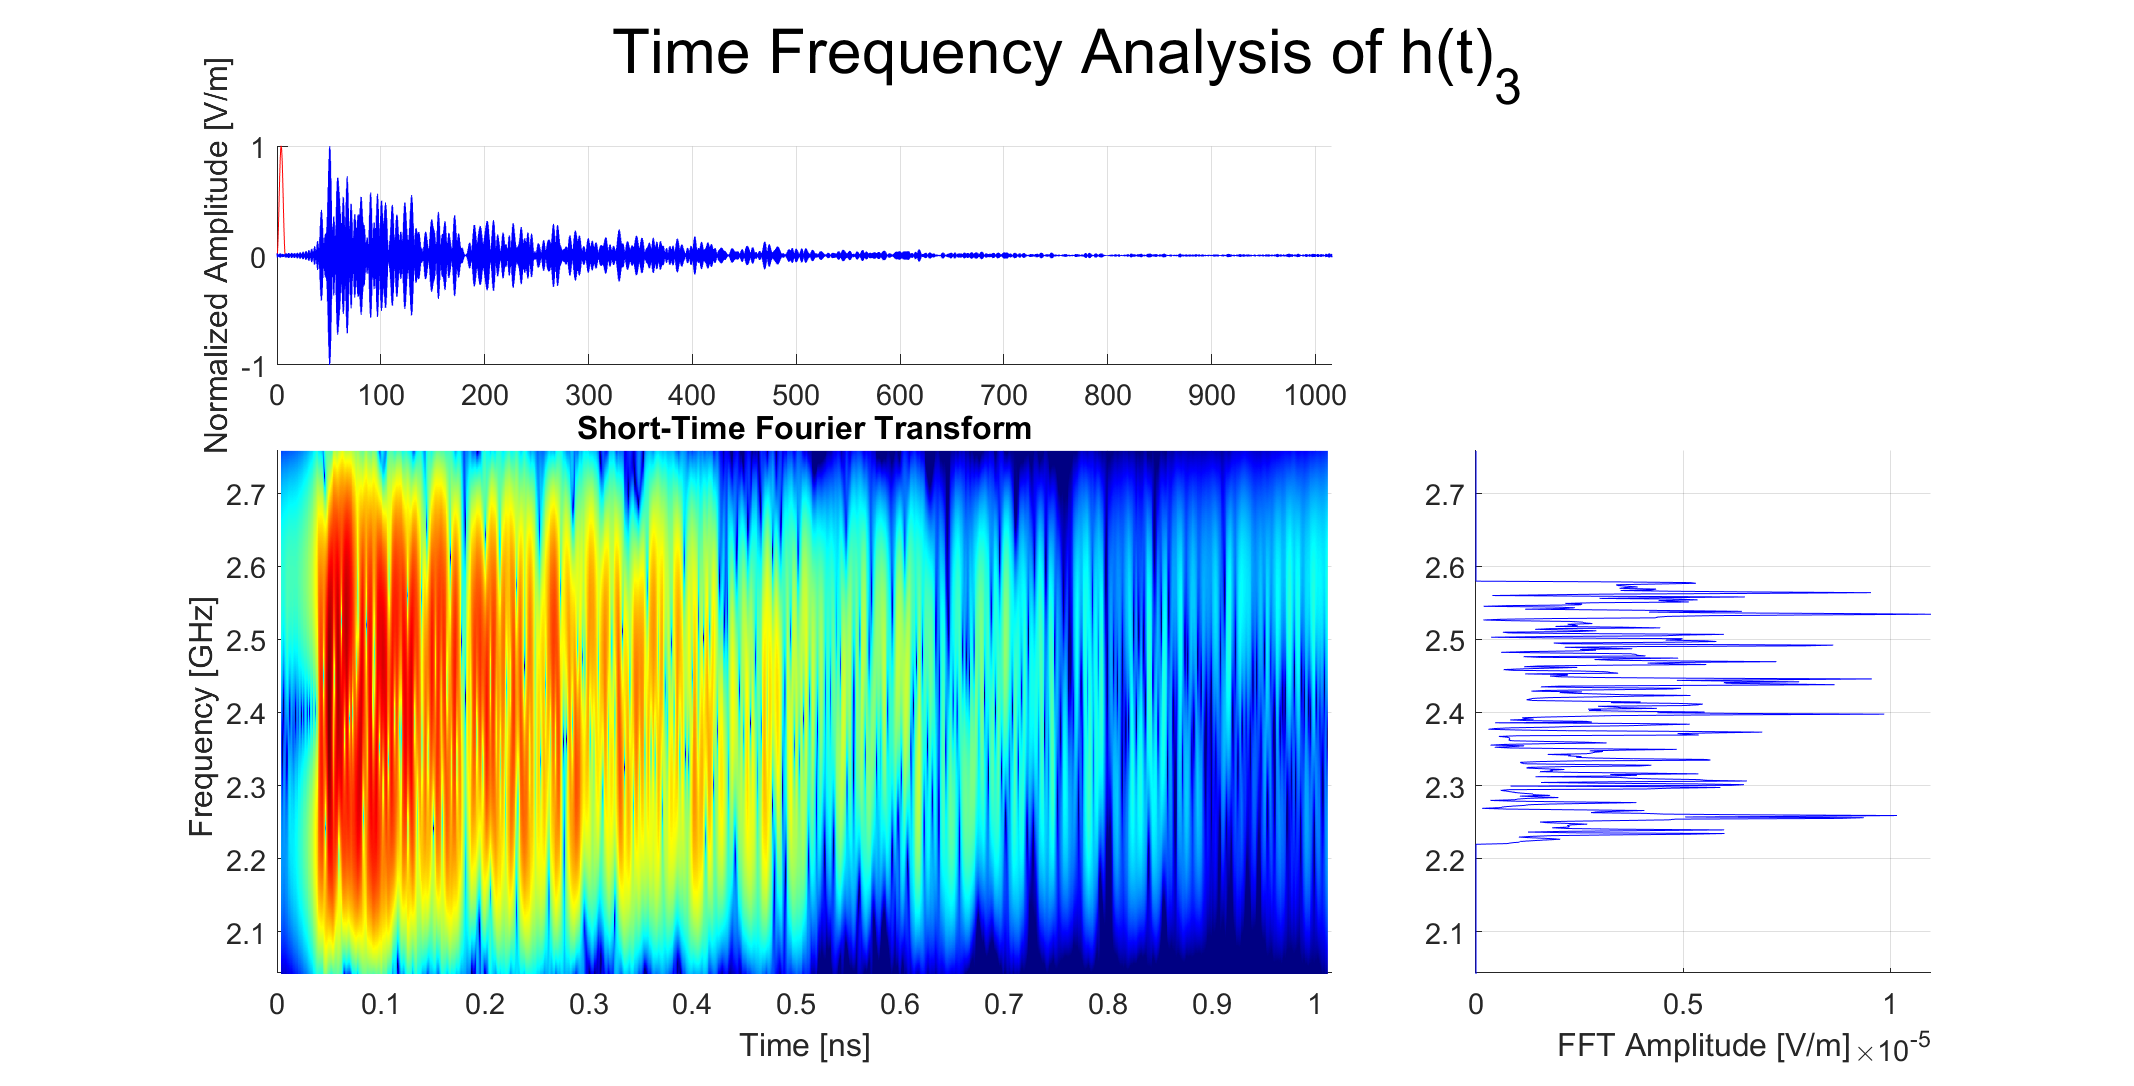 Time Frequency Analysis of h(t)3
Normalized Amplitude [V/m]
1
0
-1
0 100 200 300 400 500 600 700 800 900 1000
Short-Time Fourier Transform
Frequency [GHz]
2.7
2.6
2.5
2.4
2.3
2.2
2.1
0 0.1 0.2 0.3 0.4 0.5 0.6 0.7 0.8 0.9 1
Time [ns]
2.7
2.6
2.5
2.4
2.3
2.2
2.1
0 0.5 1
FFT Amplitude [V/m] ×10-5